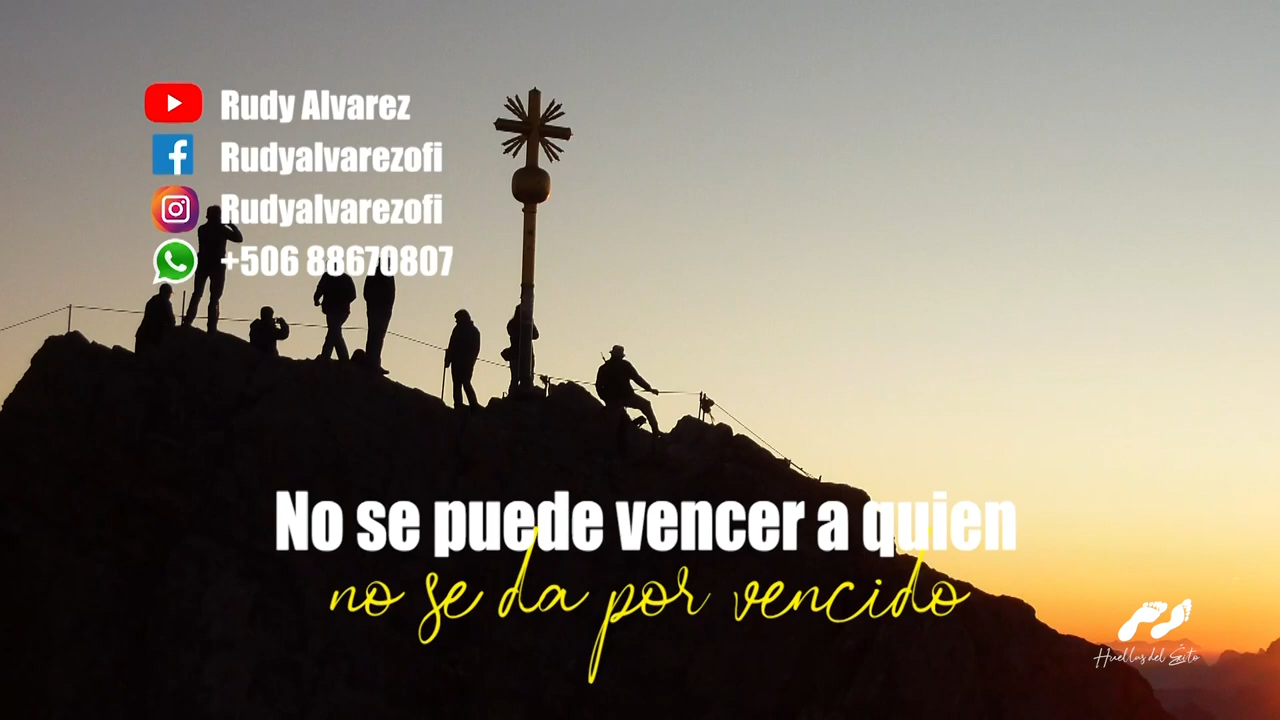 Rudy Alvarez
Rudyalvarezofi
Rudyalvarezofi
+506 88670807
No se puede vencer a quien
no se da por vencido
Huellas del Éxito